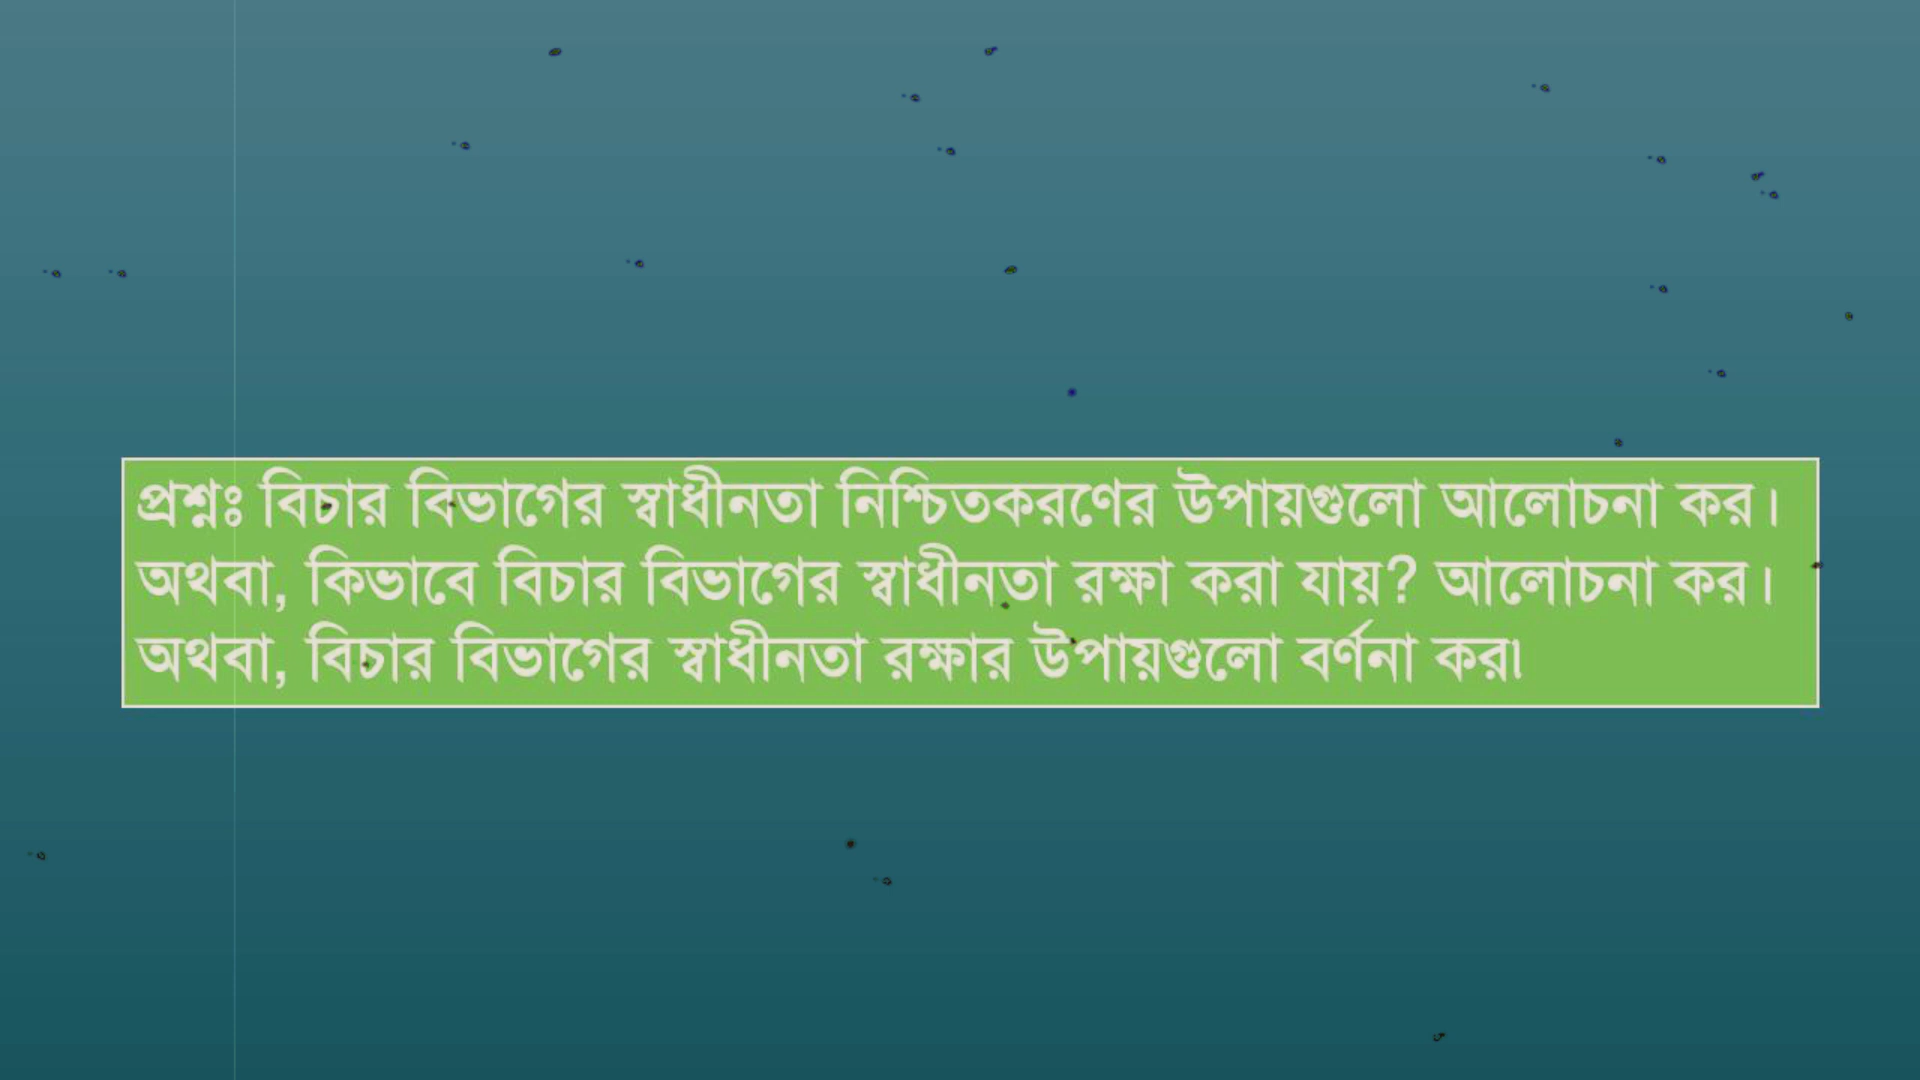 প্রশ্নঃ বিচার বিভাগের স্বাধীনতা নিশ্চিতকরণের উপায়গুলো আলোচনা কর।
অথবা, কিভাবে বিচার বিভাগের স্বাধীনতা রক্ষা করা যায়? আলোচনা কর।
অথবা, বিচার বিভাগের স্বাধীনতা রক্ষার উপায়গুলো বর্ণনা কর৷